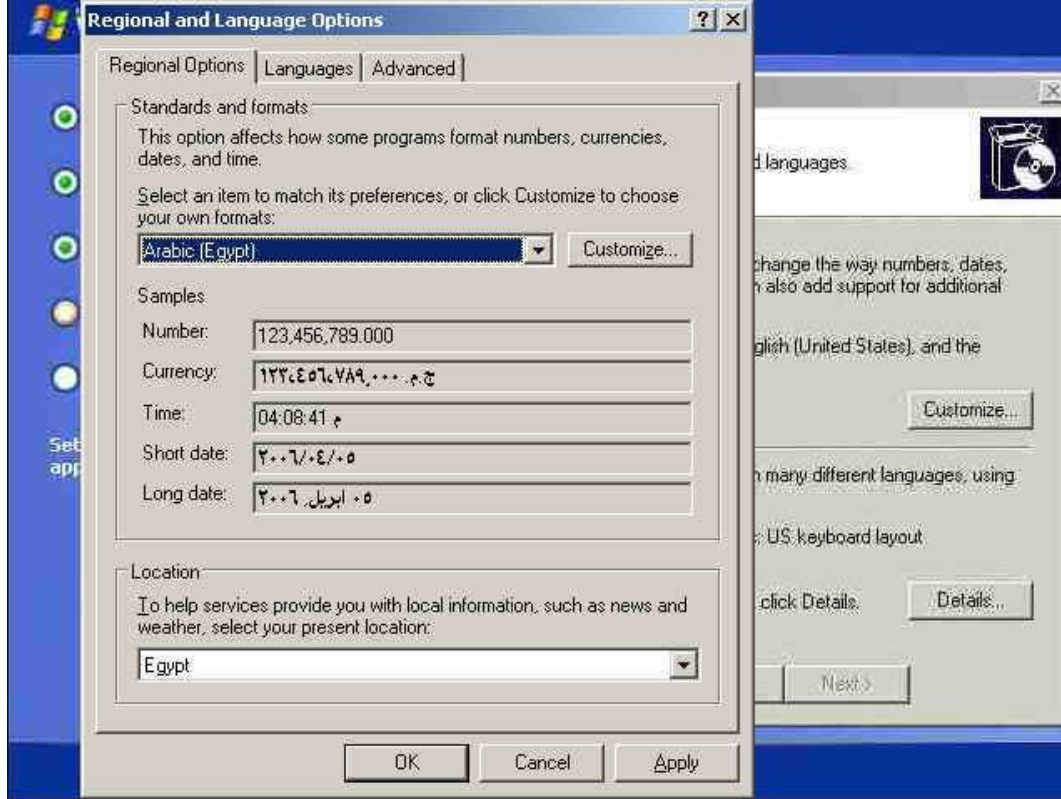 Regional and Language Options
Regional Options Languages Advanced
Standards and formats
This option affects how some programs format numbers, currencies,
dates, and time.
Select an item to match its preferences, or click Customize to choose
your own formats:
Arabic (Egypt)
Customize...
Samples
Number: 123,456,789.000
Currency: ج.م. ١٢٣،٤٥٦،٧٨٩,٠٠٠
Time: 04:08:41 م
Short date: ٢٠٠٦/٠٤/٠٥
Long date: ٠٥ ابريل, ٢٠٠٦
Location
To help services provide you with local information, such as news and
weather, select your present location:
Egypt
OK Cancel Apply
d languages.
change the way numbers, dates,
also add support for additional
glish (United States), and the
Customize...
many different languages, using
: US keyboard layout
click Details.
Details...
Next >
Set
app